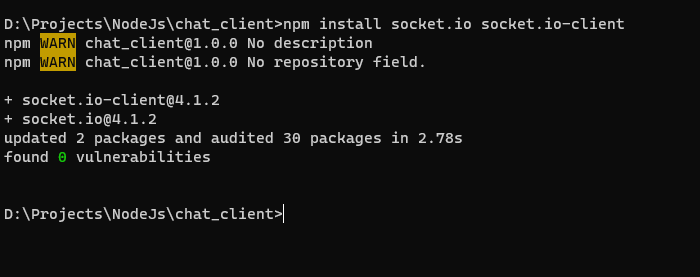 D:\Projects\NodeJs\chat_client>npm install socket.io socket.io-client
npm WARN chat_client@1.0.0 No description
npm WARN chat_client@1.0.0 No repository field.
+ socket.io-client@4.1.2
+ socket.io@4.1.2
updated 2 packages and audited 30 packages in 2.78s
found 0 vulnerabilities
D:\Projects\NodeJs\chat_client>